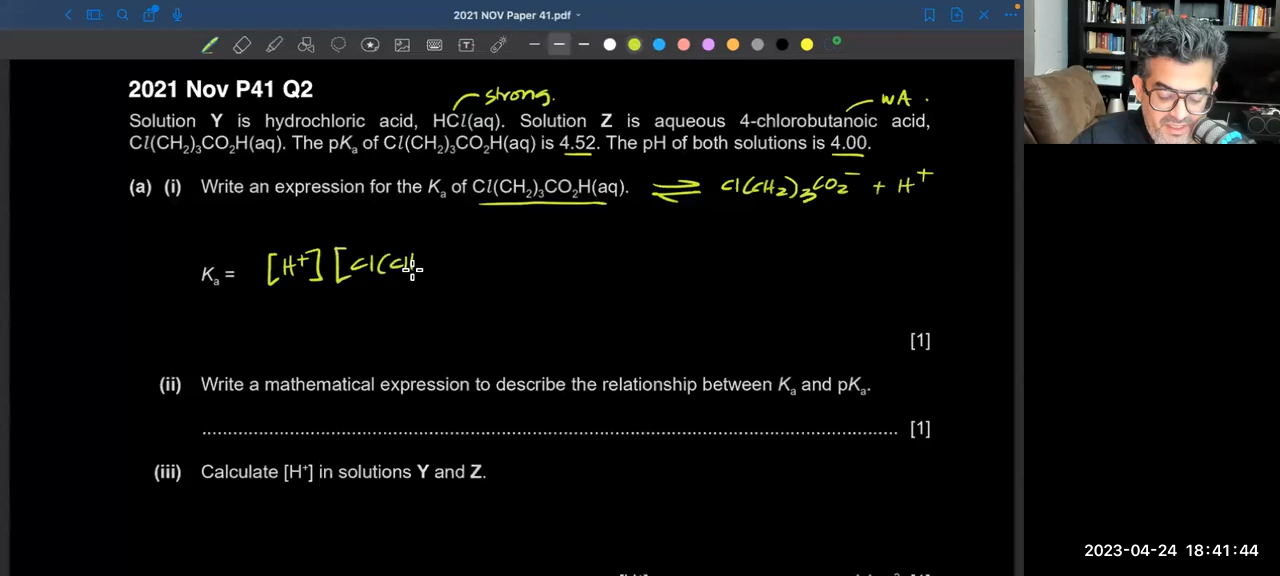 2021 NOV Paper 41.pdf
2021 Nov P41 Q2
strong.
WA.
Solution Y is hydrochloric acid, HCl(aq). Solution Z is aqueous 4-chlorobutanoic acid,
Cl(CH₂)₃CO₂H(aq). The pKₐ of Cl(CH₂)₃CO₂H(aq) is 4.52. The pH of both solutions is 4.00.
(a) (i) Write an expression for the Kₐ of Cl(CH₂)₃CO₂H(aq). ⇌ Cl(CH₂)₃CO₂⁻ + H⁺
Kₐ = [H⁺] [Cl(CH
[1]
(ii) Write a mathematical expression to describe the relationship between Kₐ and pKₐ.
[1]
(iii) Calculate [H⁺] in solutions Y and Z.
2023-04-24 18:41:44